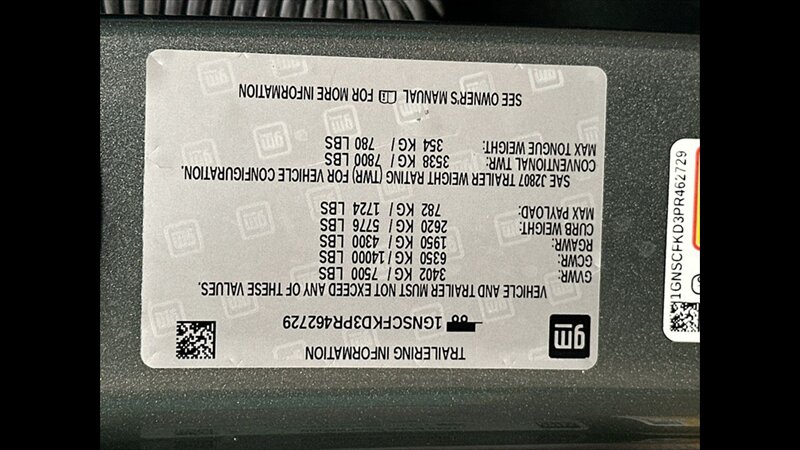 gm
TRAILERING INFORMATION
1GNSCFKD3PR462729
VEHICLE AND TRAILER MUST NOT EXCEED ANY OF THESE VALUES.
GVWR: 3402 KG / 7500 LBS
GCWR: 6350 KG/14000 LBS
RGAWR: 1950 KG / 4300 LBS
CURB WEIGHT: 2620 KG / 5776 LBS
MAX PAYLOAD: 782 KG / 1724 LBS
SAE J2807 TRAILER WEIGHT RATING (TWR) FOR VEHICLE CONFIGURATION.
CONVENTIONAL TWR: 3538 KG / 7800 LBS
MAX TONGUE WEIGHT: 354 KG / 780 LBS
SEE OWNER'S MANUAL FOR MORE INFORMATION
1GNSCFKD3PR462729